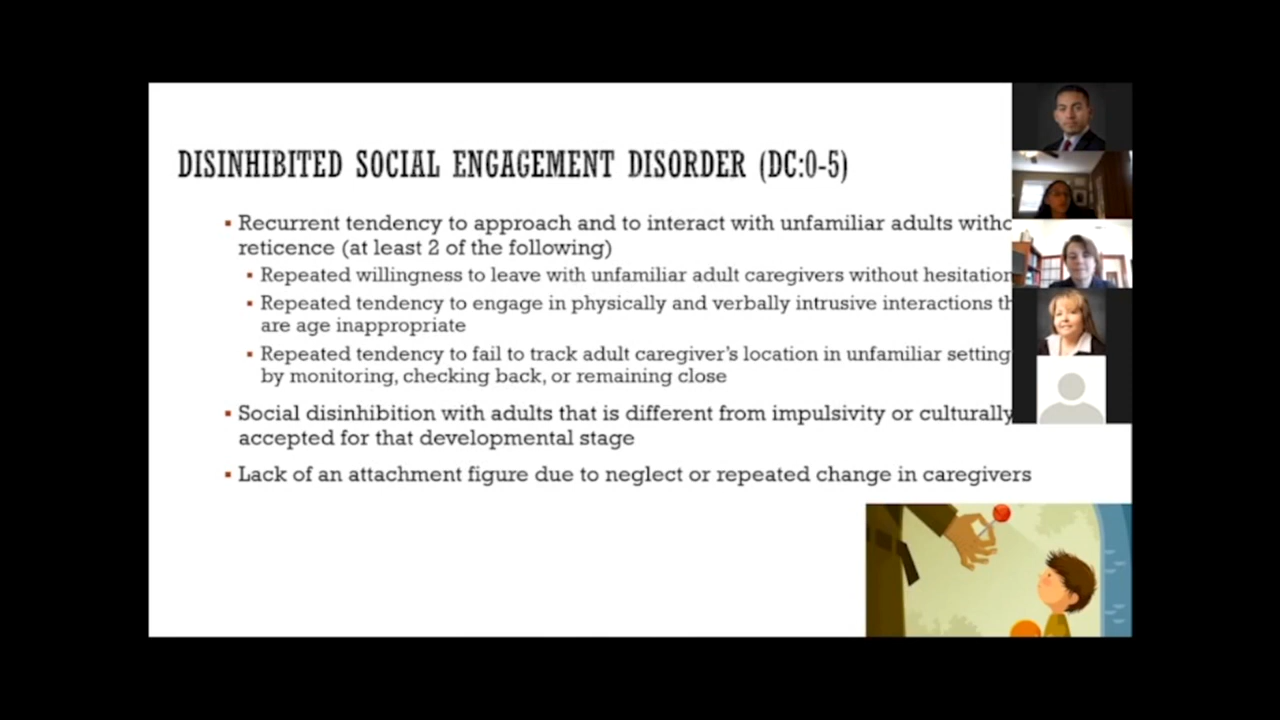 DISINHIBITED SOCIAL ENGAGEMENT DISORDER (DC:0-5)
▪ Recurrent tendency to approach and to interact with unfamiliar adults witho
reticence (at least 2 of the following)
▪ Repeated willingness to leave with unfamiliar adult caregivers without hesitation
▪ Repeated tendency to engage in physically and verbally intrusive interactions th
are age inappropriate
▪ Repeated tendency to fail to track adult caregiver's location in unfamiliar setting
by monitoring, checking back, or remaining close
▪ Social disinhibition with adults that is different from impulsivity or culturally
accepted for that developmental stage
▪ Lack of an attachment figure due to neglect or repeated change in caregivers